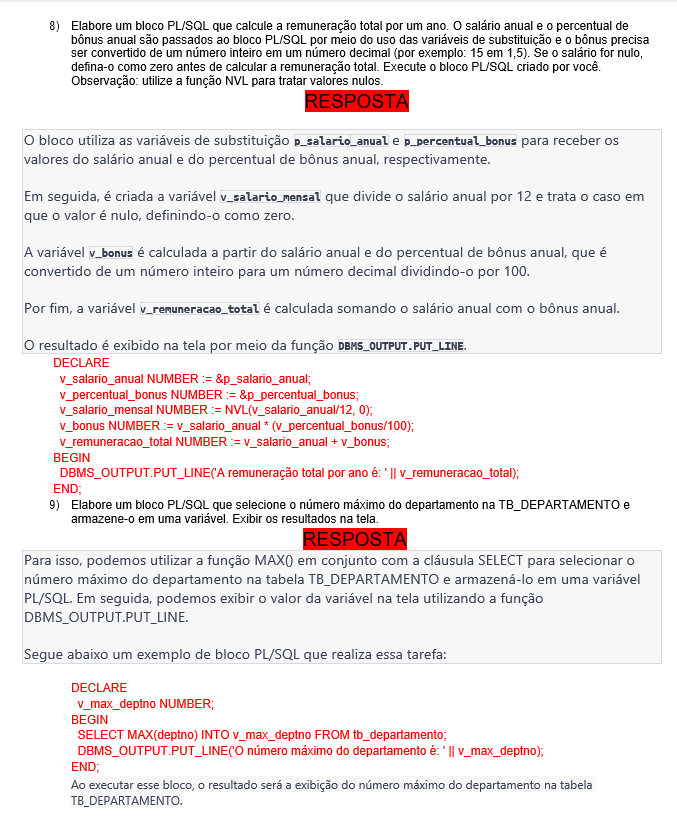 8) Elabore um bloco PL/SQL que calcule a remuneração total por um ano. O salário anual e o percentual de
bônus anual são passados ao bloco PL/SQL por meio do uso das variáveis de substituição e o bônus precisa
ser convertido de um número inteiro em um número decimal (por exemplo: 15 em 1,5). Se o salário for nulo,
defina-o como zero antes de calcular a remuneração total. Execute o bloco PL/SQL criado por você.
Observação: utilize a função NVL para tratar valores nulos.
RESPOSTA
O bloco utiliza as variáveis de substituição p_salario_anual e p_percentual_bonus para receber os
valores do salário anual e do percentual de bônus anual, respectivamente.
Em seguida, é criada a variável v_salario_mensal que divide o salário anual por 12 e trata o caso em
que o valor é nulo, definindo-o como zero.
A variável v_bonus é calculada a partir do salário anual e do percentual de bônus anual, que é
convertido de um número inteiro para um número decimal dividindo-o por 100.
Por fim, a variável v_remuneracao_total é calculada somando o salário anual com o bônus anual.
O resultado é exibido na tela por meio da função DBMS_OUTPUT.PUT_LINE.
DECLARE
v_salario_anual NUMBER := &p_salario_anual;
v_percentual_bonus NUMBER := &p_percentual_bonus;
v_salario_mensal NUMBER := NVL(v_salario_anual/12, 0);
v_bonus NUMBER := v_salario_anual * (v_percentual_bonus/100);
v_remuneracao_total NUMBER := v_salario_anual + v_bonus;
BEGIN
DBMS_OUTPUT.PUT_LINE('A remuneração total por ano é: ' || v_remuneracao_total);
END;
9) Elabore um bloco PL/SQL que selecione o número máximo do departamento na TB_DEPARTAMENTO e
armazene-o em uma variável. Exibir os resultados na tela.
RESPOSTA
Para isso, podemos utilizar a função MAX() em conjunto com a cláusula SELECT para selecionar o
número máximo do departamento na tabela TB_DEPARTAMENTO e armazená-lo em uma variável
PL/SQL. Em seguida, podemos exibir o valor da variável na tela utilizando a função
DBMS_OUTPUT.PUT_LINE.
Segue abaixo um exemplo de bloco PL/SQL que realiza essa tarefa:
DECLARE
v_max_deptno NUMBER;
BEGIN
SELECT MAX(deptno) INTO v_max_deptno FROM tb_departamento;
DBMS_OUTPUT.PUT_LINE('O número máximo do departamento é: ' || v_max_deptno);
END;
Ao executar esse bloco, o resultado será a exibição do número máximo do departamento na tabela
TB_DEPARTAMENTO.